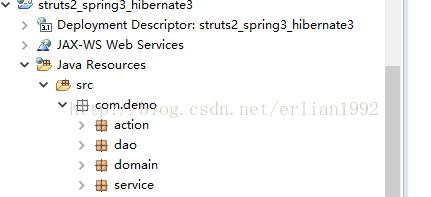 struts2_spring3_hibernate3
Deployment Descriptor: struts2_spring3_hibernate3
JAX-WS Web Services
Java Resources
src
com.demo
http://blog.csdn.net/erlian1992
action
dao
domain
service